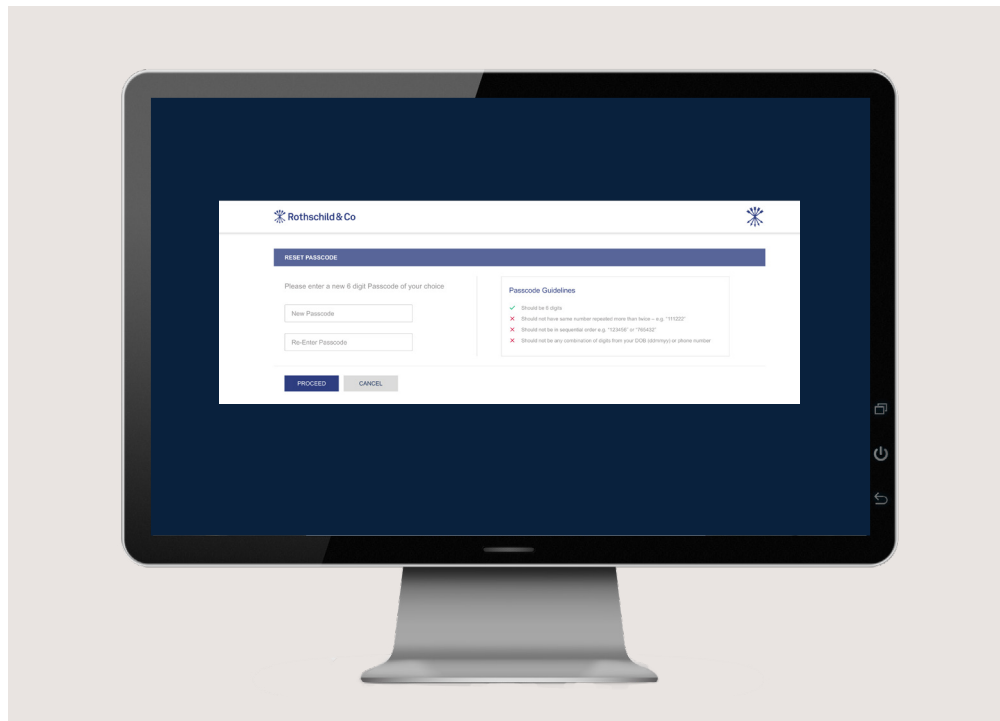 Rothschild & Co
RESET PASSCODE
Please enter a new 6 digit Passcode of your choice
New Passcode
Re-Enter Passcode
Passcode Guidelines
Should be 6 digits
Should not have same number repeated more than twice – e.g. "111222"
Should not be in sequential order e.g. "123456" or "765432"
Should not be any combination of digits from your DOB (ddmmyy) or phone number
PROCEED
CANCEL